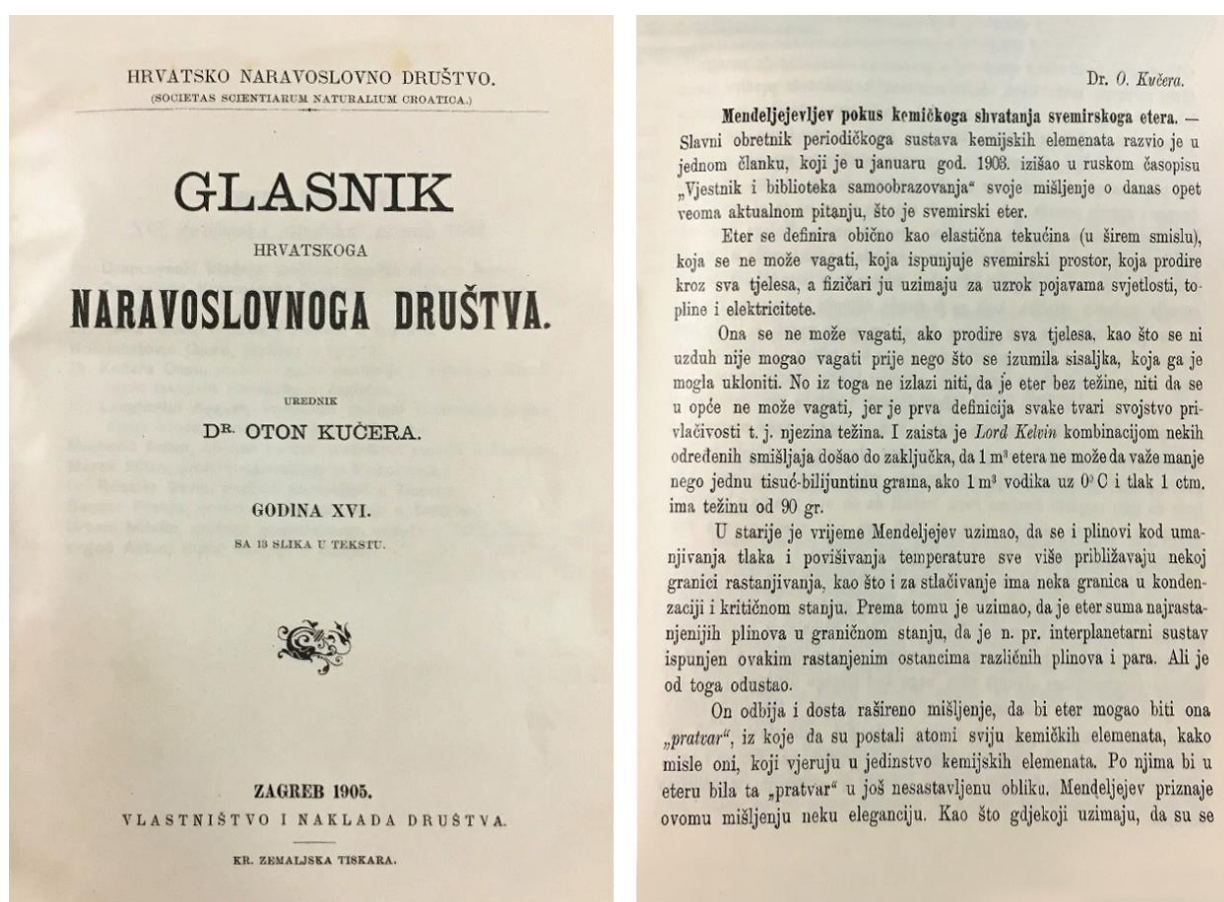 HRVATSKO NARAVOSLOVNO DRUŠTVO.
(SOCIETAS SCIENTIARUM NATURALIUM CROATICA.)
GLASNIK
HRVATSKOGA
NARAVOSLOVNOGA DRUŠTVA.
UREDNIK
DR. OTON KUČERA.
GODINA XVI.
SA 13 SLIKA U TEKSTU.
ZAGREB 1905.
VLASTNIŠTVO I NAKLADA DRUŠTVA.
KR. ZEMALJSKA TISKARA.
Dr. O. Kučera.
Mendeljejevljev pokus kemičkoga shvatanja svemirskoga etera. —
Slavni obretnik periodičkoga sustava kemijskih elemenata razvio je u
jednom članku, koji je u januaru god. 1903. izišao u ruskom časopisu
„Vjestnik i biblioteka samoobrazovanja“ svoje mišljenje o danas opet
veoma aktualnom pitanju, što je svemirski eter.
Eter se definira obično kao elastična tekućina (u širem smislu),
koja se ne može vagati, koja ispunjuje svemirski prostor, koja prodire
kroz sva tjelesa, a fizičari ju uzimaju za uzrok pojavama svjetlosti, to-
pline i elektricitete.
Ona se ne može vagati, ako prodire sva tjelesa, kao što se ni
uzduh nije mogao vagati prije nego što se izumila sisaljka, koja ga je
mogla ukloniti. No iz toga ne izlazi niti, da je eter bez težine, niti da se
u opće ne može vagati, jer je prva definicija svake tvari svojstvo pri-
vlačivosti t. j. njezina težina. I zaista je Lord Kelvin kombinacijom nekih
određenih smišljaja došao do zaključka, da 1 m³ etera ne može da važe manje
nego jednu tisuć-bilijuntinu grama, ako 1 m³ vodika uz 0° C i tlak 1 ctm.
ima težinu od 90 gr.
U starije je vrijeme Mendeljejev uzimao, da se i plinovi kod uma-
njivanja tlaka i povišivanja temperature sve više približavaju nekoj
granici rastanjivanja, kao što i za stlačivanje ima neka granica u konden-
zaciji i kritičnom stanju. Prema tomu je uzimao, da je eter suma najrasta-
njenijih plinova u graničnom stanju, da je n. pr. interplanetarni sustav
ispunjen ovakim rastanjenim ostancima različnih plinova i para. Ali je
od toga odustao.
On odbija i dosta rašireno mišljenje, da bi eter mogao biti ona
„pratvar“, iz koje da su postali atomi sviju kemičkih elemenata, kako
misle oni, koji vjeruju u jedinstvo kemijskih elemenata. Po njima bi u
eteru bila ta „pratvar“ u još nesastavljenu obliku. Mendeljejev priznaje
ovomu mišljenju neku eleganciju. Kao što gdjekoji uzimaju, da su se